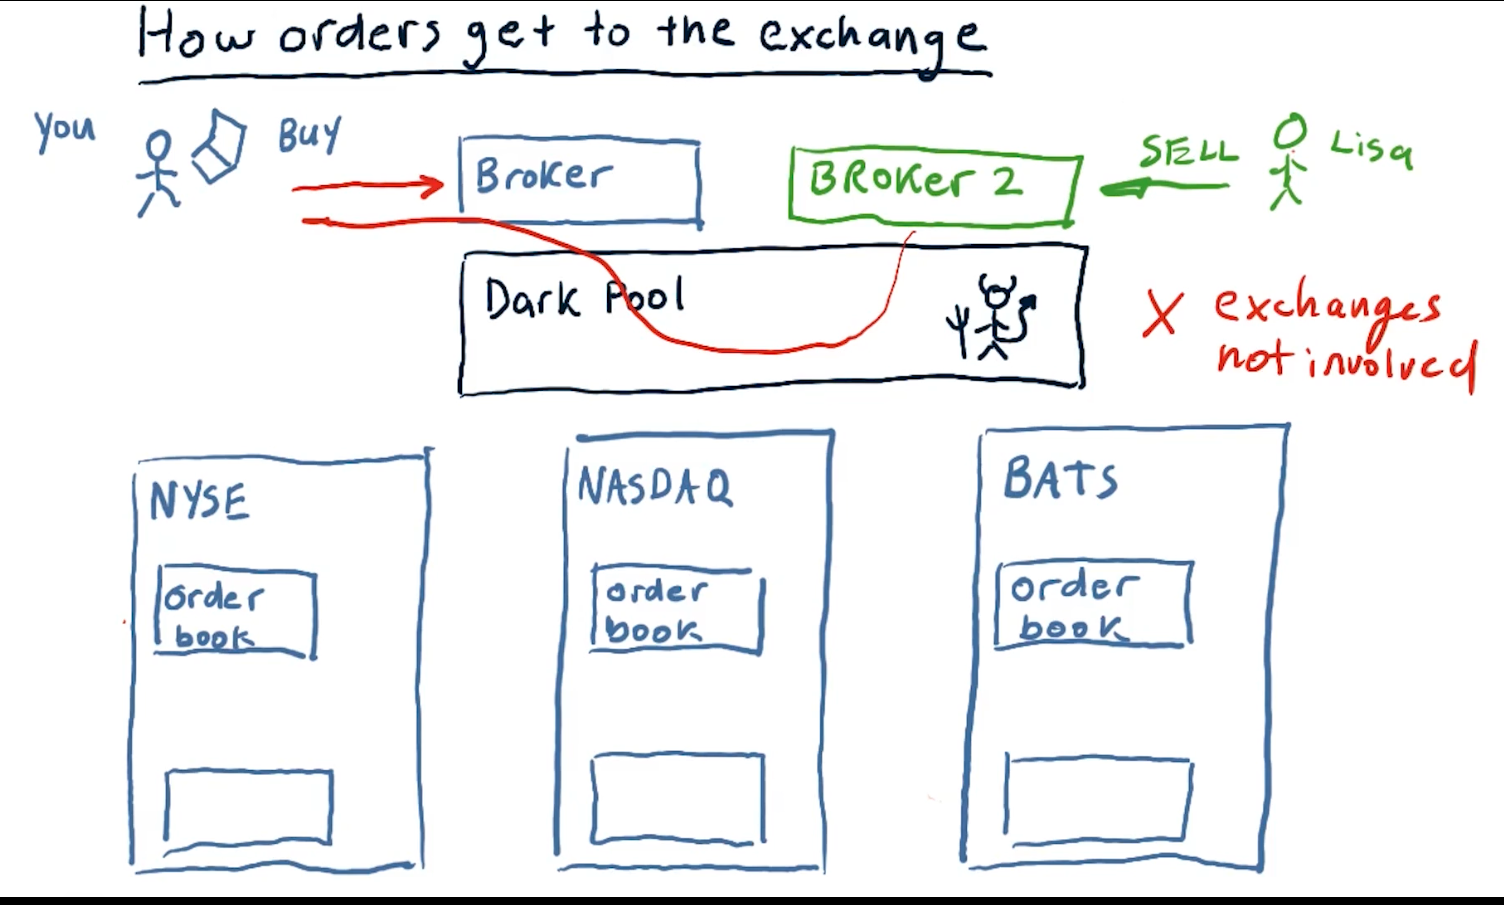 How orders get to the exchange
You
BUY
Broker
BROKer 2
SELL
Lisa
Dark Pool
X exchanges
not involved
NYSE
order
book
NASDAQ
order
book
BATS
order
book